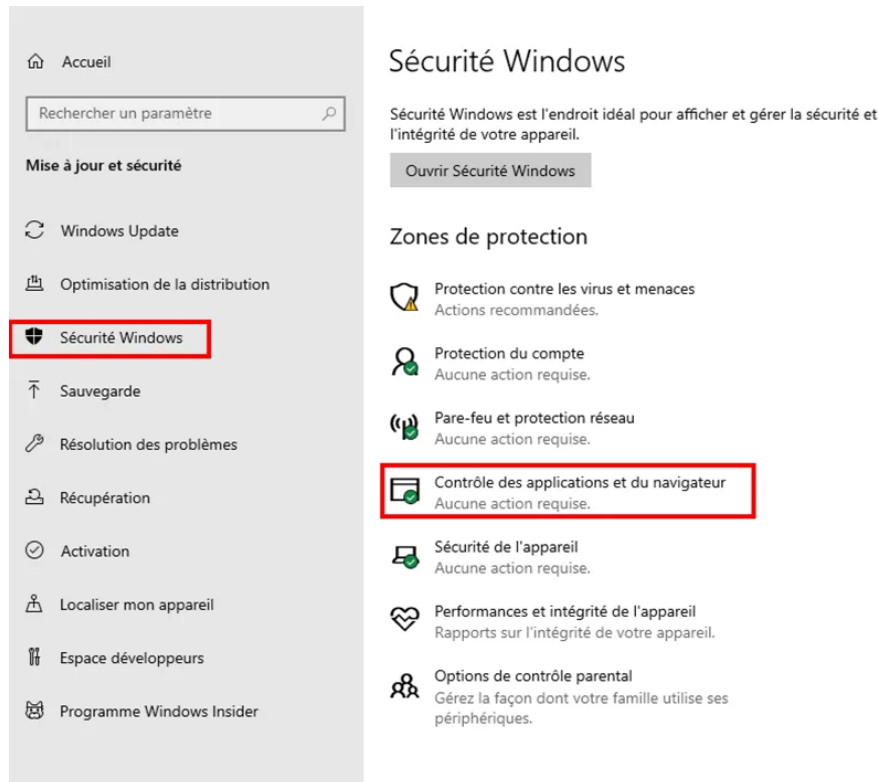 Accueil
Rechercher un paramètre
Mise à jour et sécurité
Windows Update
Optimisation de la distribution
Sécurité Windows
Sauvegarde
Résolution des problèmes
Récupération
Activation
Localiser mon appareil
Espace développeurs
Programme Windows Insider
Sécurité Windows
Sécurité Windows est l'endroit idéal pour afficher et gérer la sécurité et
l'intégrité de votre appareil.
Ouvrir Sécurité Windows
Zones de protection
Protection contre les virus et menaces
Actions recommandées.
Protection du compte
Aucune action requise.
Pare-feu et protection réseau
Aucune action requise.
Contrôle des applications et du navigateur
Aucune action requise.
Sécurité de l'appareil
Aucune action requise.
Performances et intégrité de l'appareil
Rapports sur l'intégrité de votre appareil.
Options de contrôle parental
Gérez la façon dont votre famille utilise ses
périphériques.